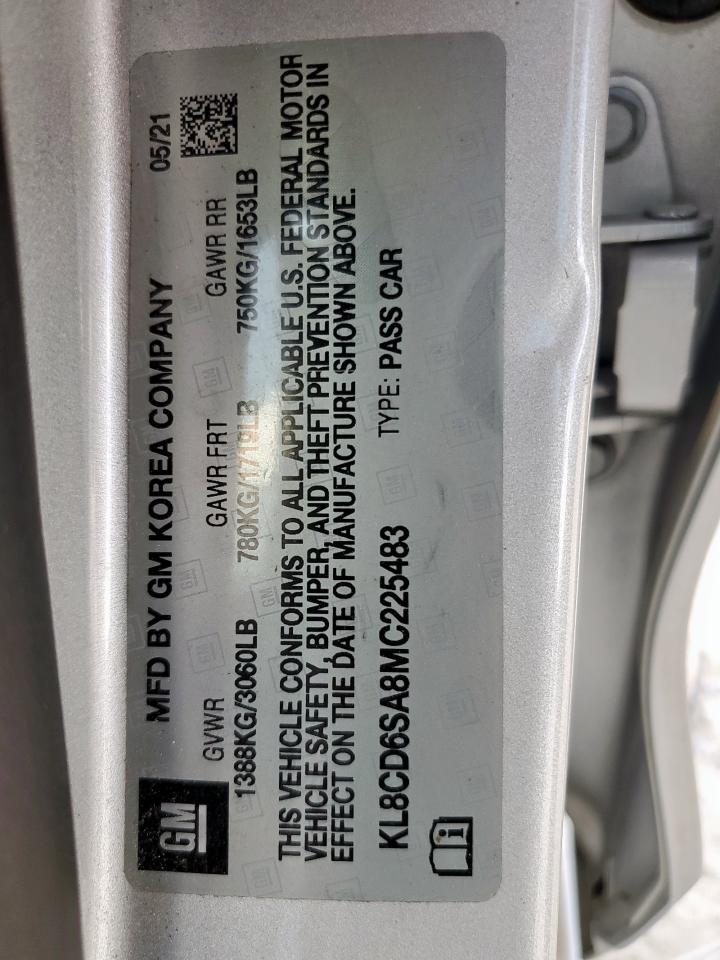 GM
MFD BY GM KOREA COMPANY 05/21
GVWR GAWR FRT GAWR RR
1388KG/3060LB 780KG/1719LB 750KG/1653LB
THIS VEHICLE CONFORMS TO ALL APPLICABLE U.S. FEDERAL MOTOR
VEHICLE SAFETY, BUMPER, AND THEFT PREVENTION STANDARDS IN
EFFECT ON THE DATE OF MANUFACTURE SHOWN ABOVE.
KL8CD6SA8MC225483 TYPE: PASS CAR